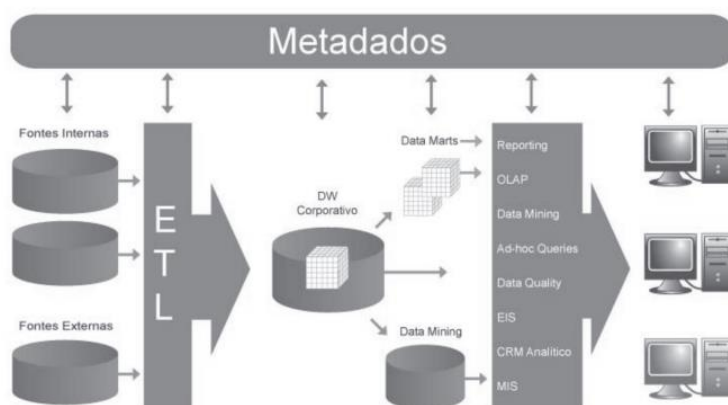 Metadados
Fontes Internas
Fontes Externas
ETL
DW
Corporativo
Data Marts
Data Mining
Reporting
OLAP
Data Mining
Ad-hoc Queries
Data Quality
EIS
CRM Analítico
MIS